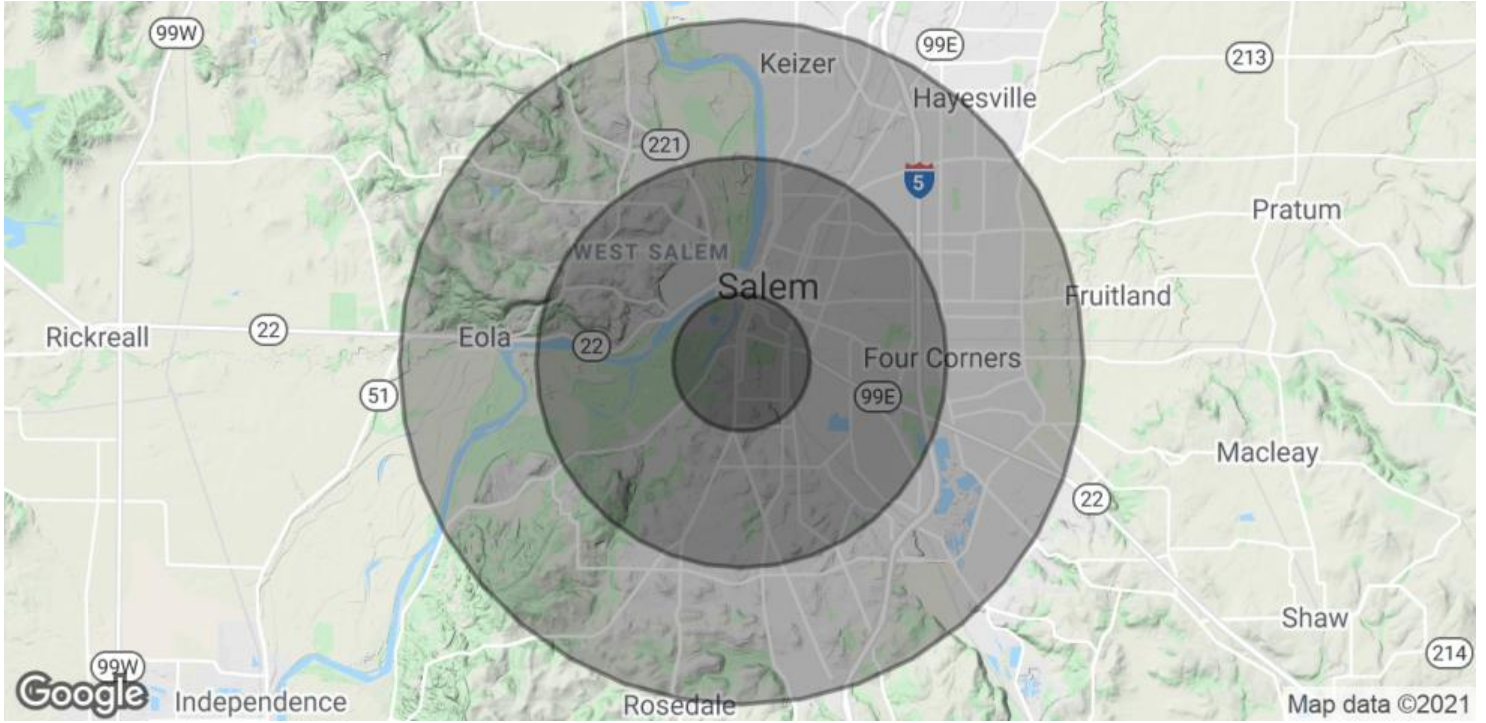 99W
Keizer
99E
213
Hayesville
221
5
Pratum
WEST SALEM
Salem
Fruitland
Rickreall
22
Eola
22
Four Corners
51
99E
Macleay
22
Shaw
214
99W
Google
Independence
Rosedale
Map data ©2021